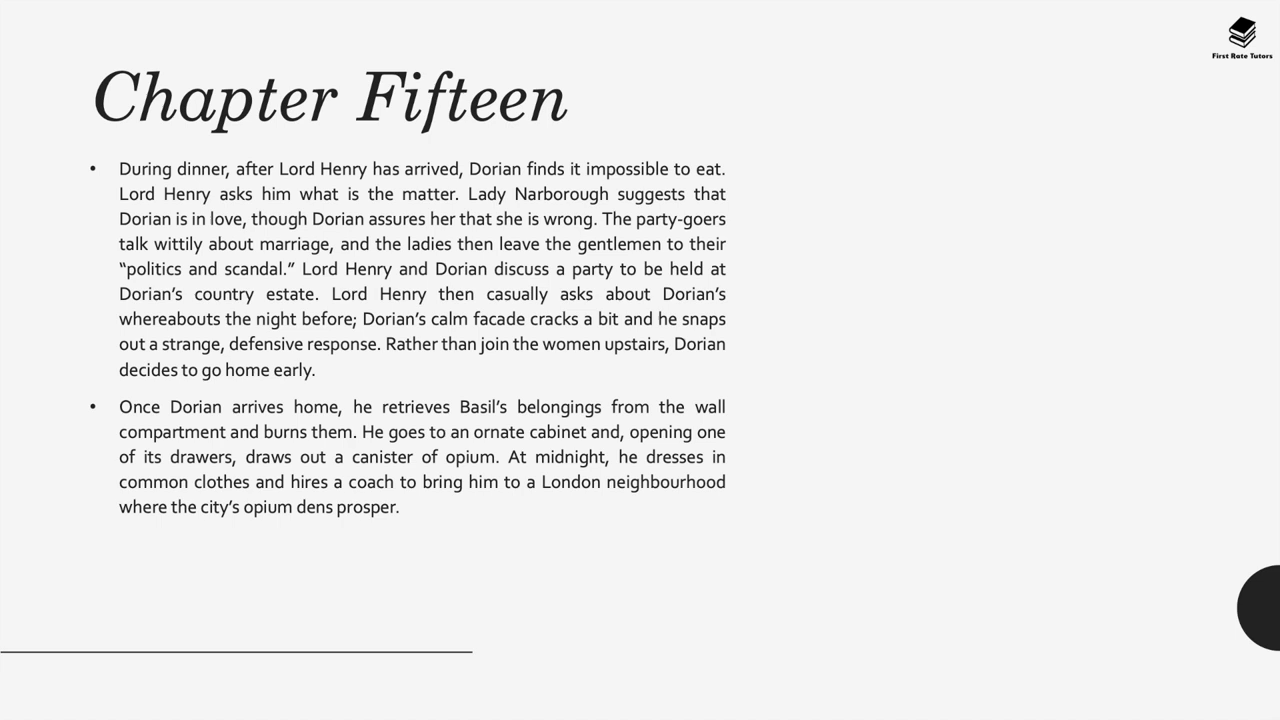 First Rate Tutors
Chapter Fifteen
• During dinner, after Lord Henry has arrived, Dorian finds it impossible to eat.
Lord Henry asks him what is the matter. Lady Narborough suggests that
Dorian is in love, though Dorian assures her that she is wrong. The party-goers
talk wittily about marriage, and the ladies then leave the gentlemen to their
“politics and scandal.” Lord Henry and Dorian discuss a party to be held at
Dorian’s country estate. Lord Henry then casually asks about Dorian’s
whereabouts the night before; Dorian’s calm facade cracks a bit and he snaps
out a strange, defensive response. Rather than join the women upstairs, Dorian
decides to go home early.
• Once Dorian arrives home, he retrieves Basil’s belongings from the wall
compartment and burns them. He goes to an ornate cabinet and, opening one
of its drawers, draws out a canister of opium. At midnight, he dresses in
common clothes and hires a coach to bring him to a London neighbourhood
where the city’s opium dens prosper.